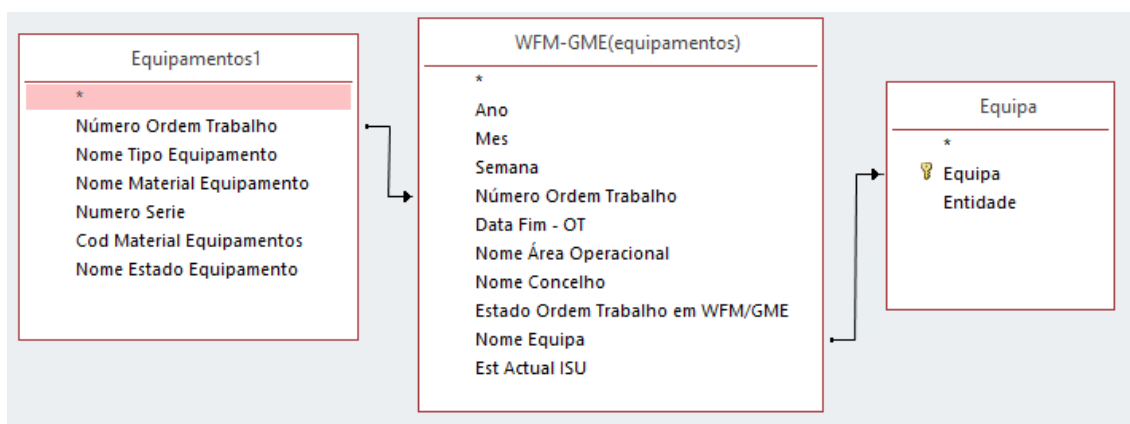 Equipamentos1
*
Número Ordem Trabalho
Nome Tipo Equipamento
Nome Material Equipamento
Numero Serie
Cod Material Equipamentos
Nome Estado Equipamento
WFM-GME(equipamentos)
*
Ano
Mes
Semana
Número Ordem Trabalho
Data Fim - OT
Nome Área Operacional
Nome Concelho
Estado Ordem Trabalho em WFM/GME
Nome Equipa
Est Actual ISU
Equipa
*
Equipa
Entidade